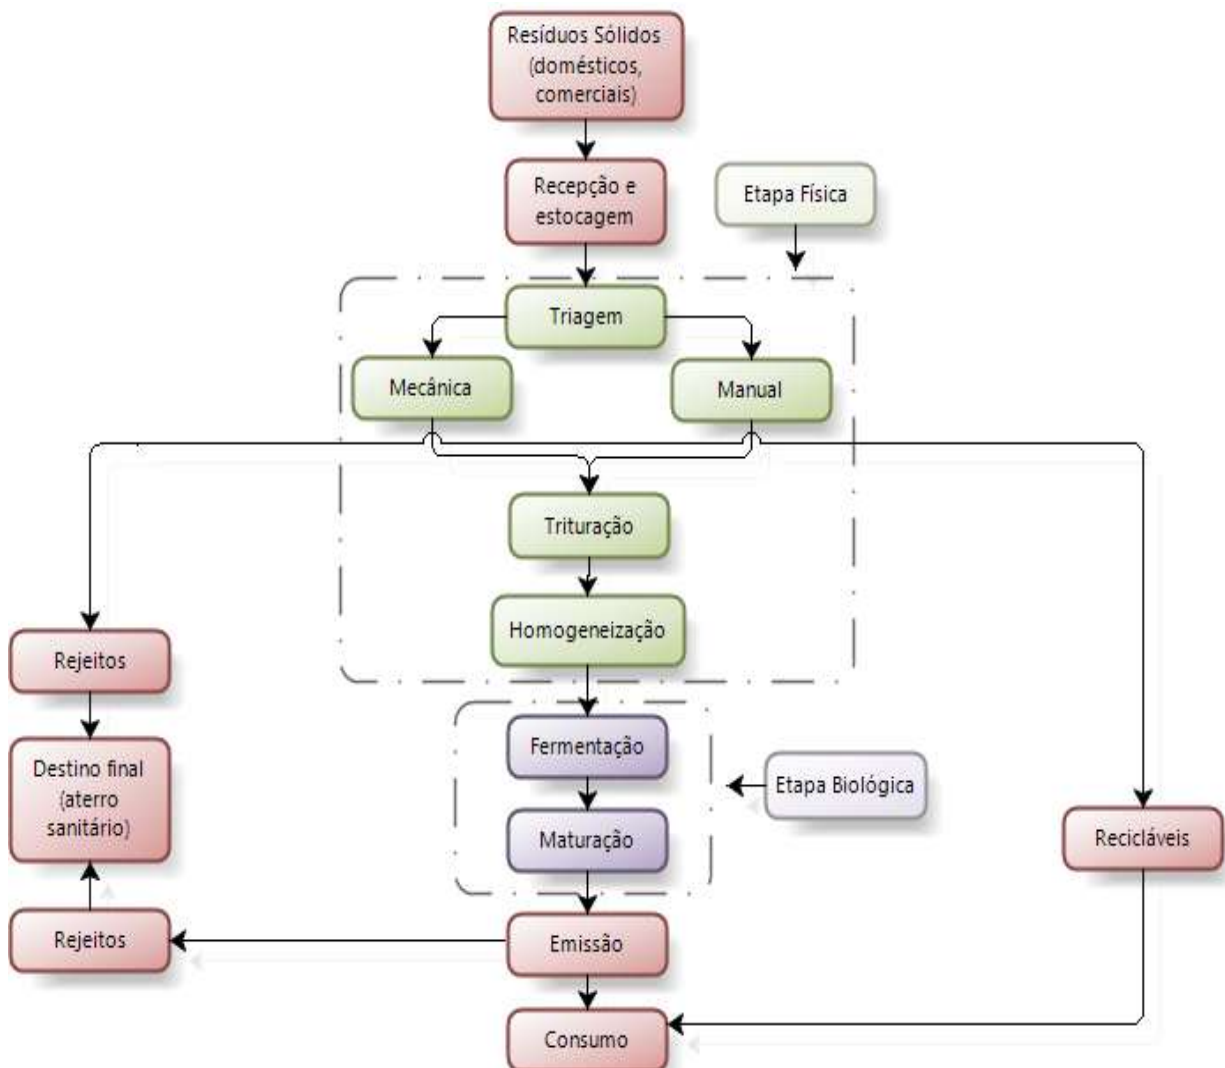 Resíduos Sólidos
(domésticos,
comerciais)
Recepção e
estocagem
Etapa Física
Triagem
Mecânica
Manual
Trituração
Homogeneização
Rejeitos
Destino final
(aterro
sanitário)
Fermentação
Etapa Biológica
Maturação
Recicláveis
Rejeitos
Emissão
Consumo